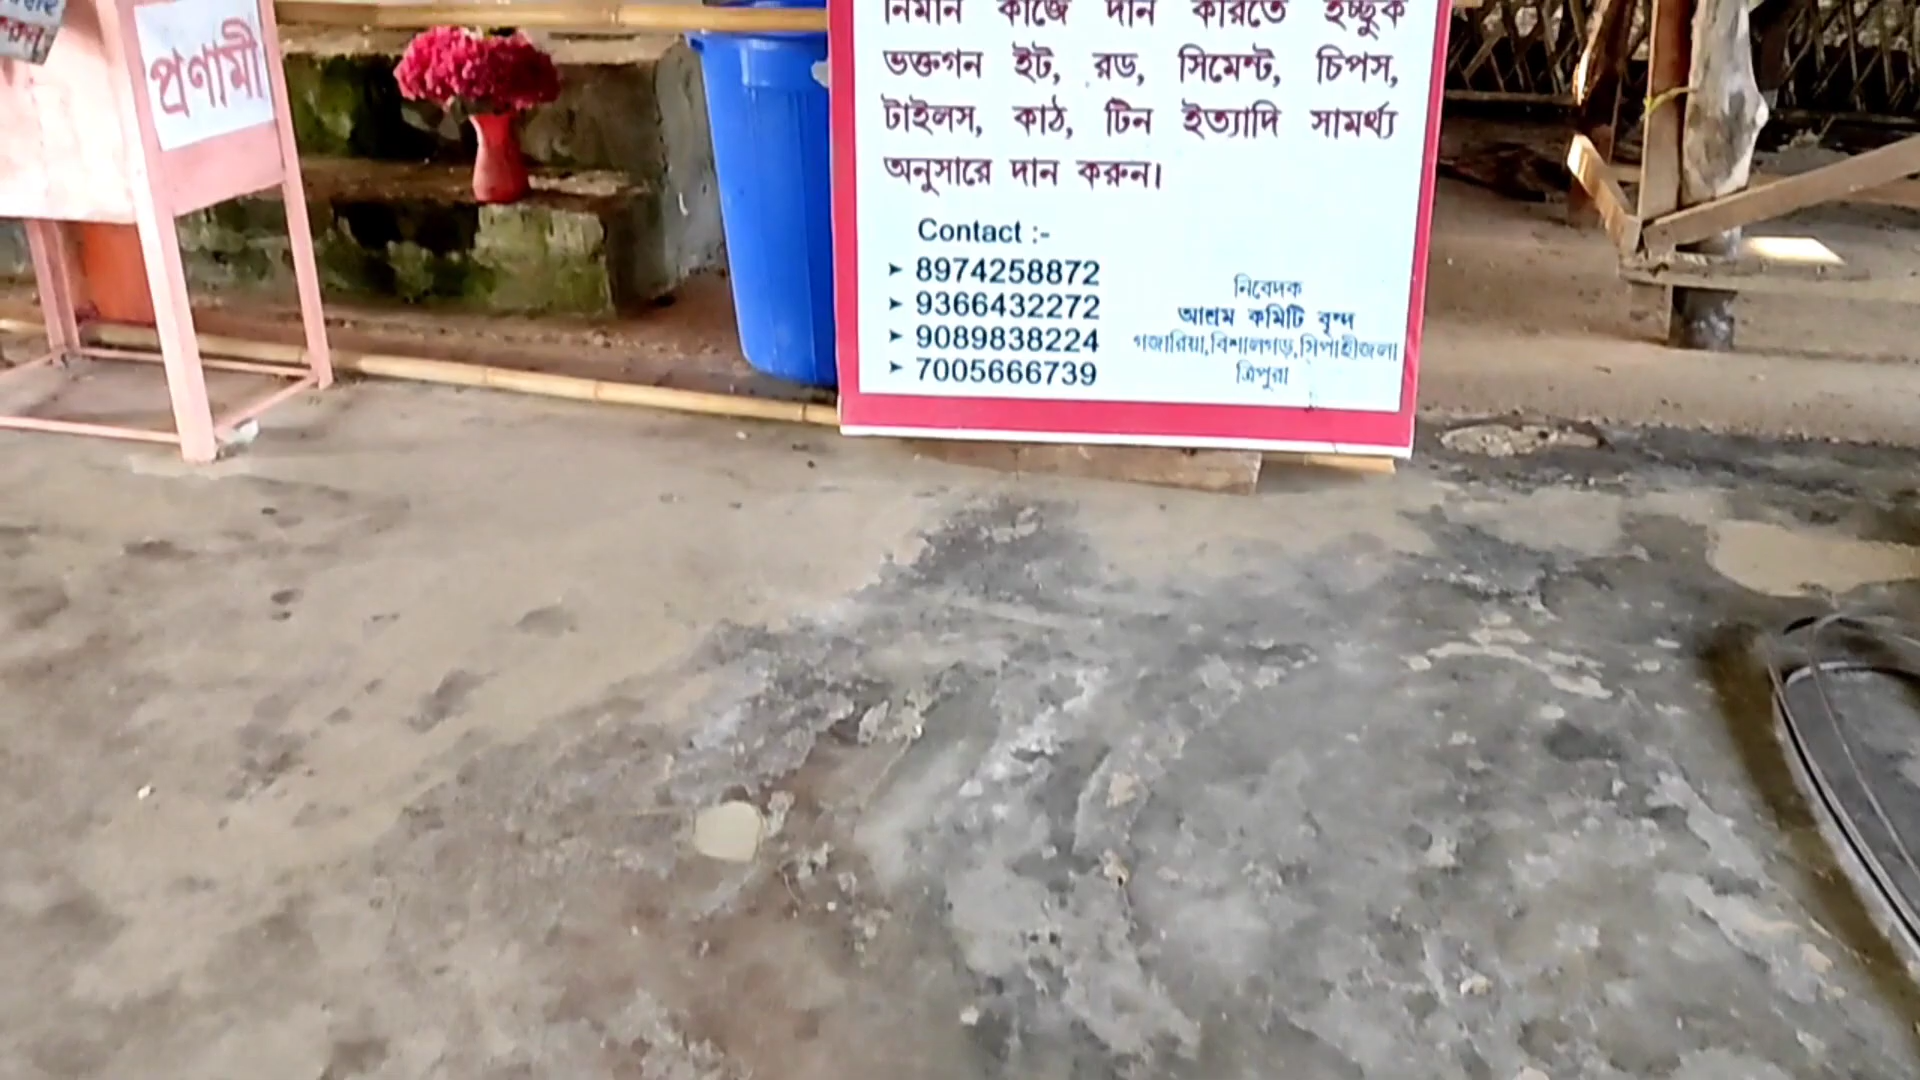 প্রণামী
নির্মান কাজে দান করিতে ইচ্ছুক
ভক্তগন ইট, রড, সিমেন্ট, চিপস,
টাইলস, কাঠ, টিন ইত্যাদি সামর্থ্য
অনুসারে দান করুন।
Contact :-
➤ 8974258872
➤ 9366432272
➤ 9089838224
➤ 7005666739
নিবেদক
আশ্রম কমিটি বৃন্দ
গজারিয়া,বিশালগড়,সিপাহীজলা
ত্রিপুরা